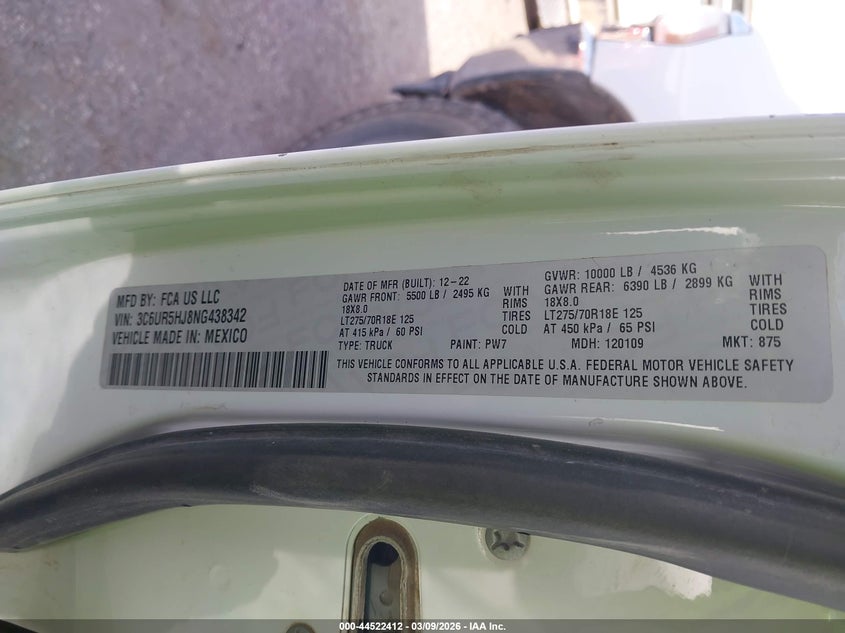 MFD BY: FCA US LLC
VIN: 3C6UR5HJ8NG438342
VEHICLE MADE IN: MEXICO
DATE OF MFR (BUILT): 12-22
GAWR FRONT: 5500 LB / 2495 KG WITH
18X8.0 RIMS
LT275/70R18E 125 TIRES
AT 415 kPa / 60 PSI COLD
TYPE: TRUCK PAINT: PW7
GVWR: 10000 LB / 4536 KG
GAWR REAR: 6390 LB / 2899 KG WITH
18X8.0 RIMS
LT275/70R18E 125 TIRES
AT 450 kPa / 65 PSI COLD
MDH: 120109 MKT: 875
THIS VEHICLE CONFORMS TO ALL APPLICABLE U.S.A. FEDERAL MOTOR VEHICLE SAFETY
STANDARDS IN EFFECT ON THE DATE OF MANUFACTURE SHOWN ABOVE.
000-44522412 - 03/09/2026 - IAA Inc.